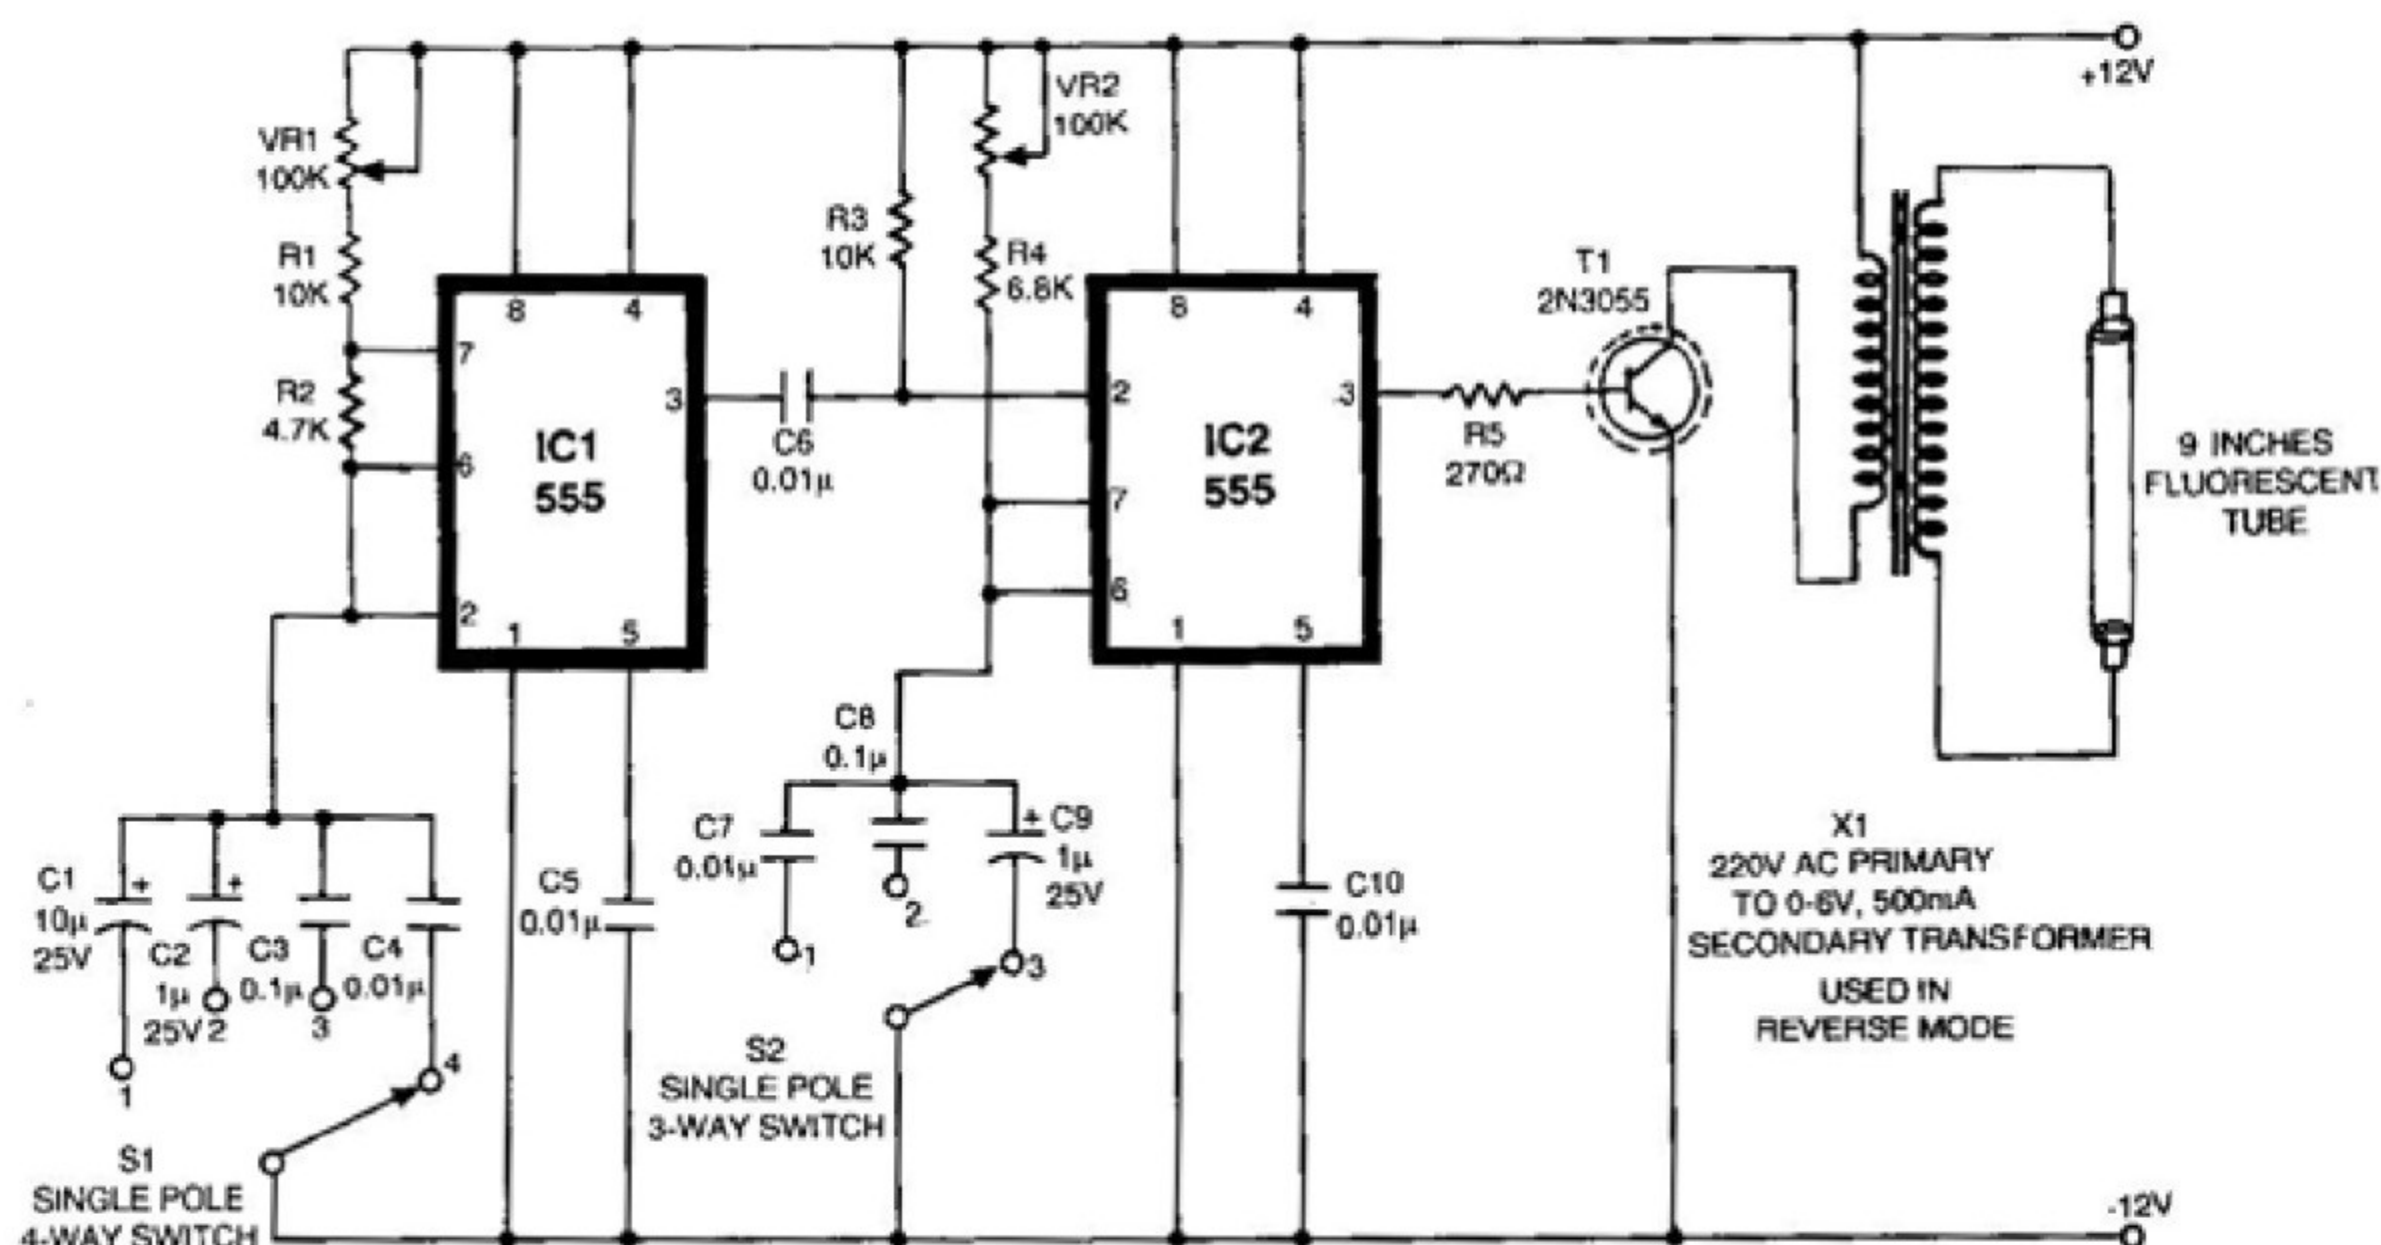 +12V
VR1
100K
R1
10K
R2
4.7K
8
4
7
6
2
3
1
5
IC1
555
C6
0.01µ
R3
10K
VR2
100K
R4
6.8K
8
4
2
7
6
3
1
5
IC2
555
T1
2N3055
R5
270Ω
9 INCHES
FLUORESCENT
TUBE
C1
10µ
25V
+
C2
1µ
25V
+
C3
0.1µ
C4
0.01µ
1
2
3
4
S1
SINGLE POLE
4-WAY SWITCH
C5
0.01µ
C8
0.1µ
C7
0.01µ
+ C9
1µ
25V
1
2
3
S2
SINGLE POLE
3-WAY SWITCH
C10
0.01µ
X1
220V AC PRIMARY
TO 0-6V, 500mA
SECONDARY TRANSFORMER
USED IN
REVERSE MODE
-12V